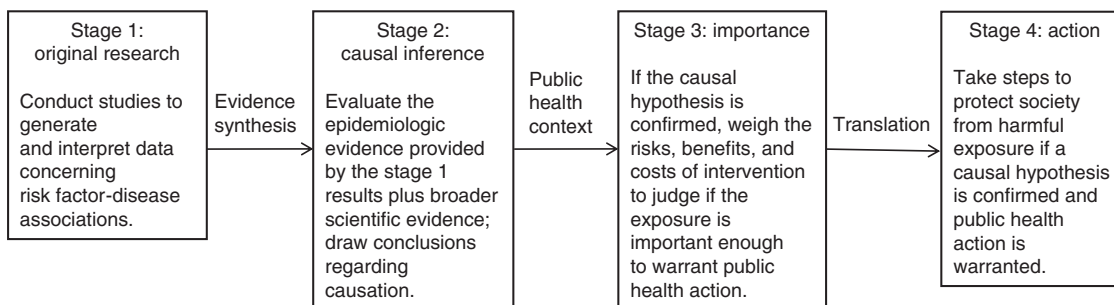 Stage 1:
original research
Conduct studies to
generate
and interpret data
concerning
risk factor-disease
associations.
Evidence
synthesis
Stage 2:
causal inference
Evaluate the
epidemiologic
evidence provided
by the stage 1
results plus broader
scientific evidence;
draw conclusions
regarding
causation.
Public
health
context
Stage 3: importance
If the causal
hypothesis is
confirmed, weigh the
risks, benefits, and
costs of intervention
to judge if the
exposure is
important enough
to warrant public
health action.
Translation
Stage 4: action
Take steps to
protect society
from harmful
exposure if a
causal hypothesis
is confirmed and
public health
action is
warranted.